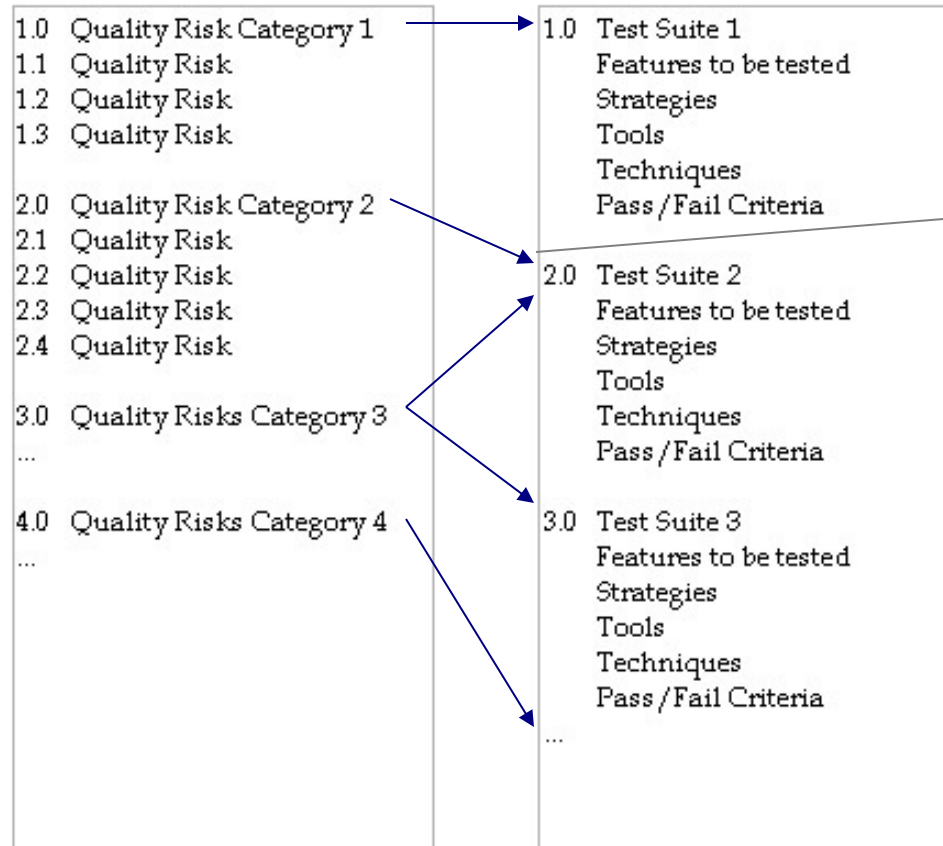 1.0 Quality Risk Category 1
1.1 Quality Risk
1.2 Quality Risk
1.3 Quality Risk
2.0 Quality Risk Category 2
2.1 Quality Risk
2.2 Quality Risk
2.3 Quality Risk
2.4 Quality Risk
3.0 Quality Risks Category 3
...
4.0 Quality Risks Category 4
...
1.0 Test Suite 1
Features to be tested
Strategies
Tools
Techniques
Pass/Fail Criteria
2.0 Test Suite 2
Features to be tested
Strategies
Tools
Techniques
Pass/Fail Criteria
3.0 Test Suite 3
Features to be tested
Strategies
Tools
Techniques
Pass/Fail Criteria
...